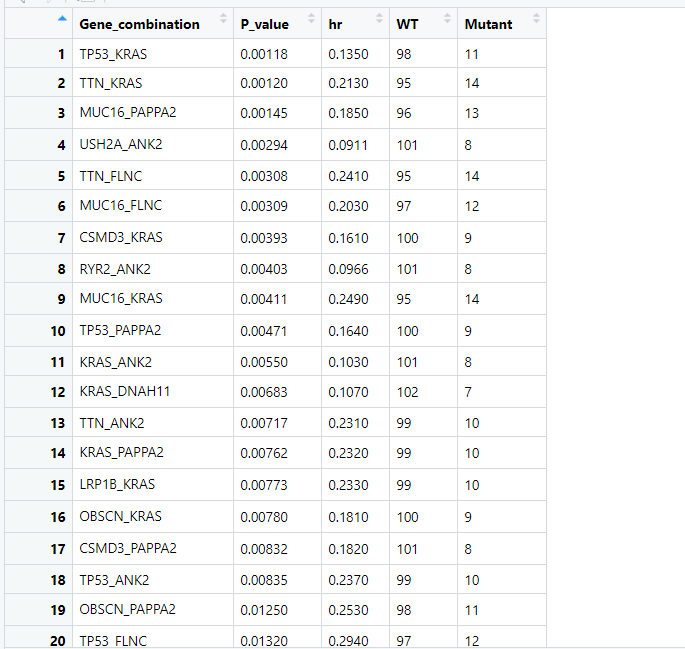 Gene_combination P_value hr WT Mutant
1 TP53_KRAS 0.00118 0.1350 98 11
2 TTN_KRAS 0.00120 0.2130 95 14
3 MUC16_PAPPA2 0.00145 0.1850 96 13
4 USH2A_ANK2 0.00294 0.0911 101 8
5 TTN_FLNC 0.00308 0.2410 95 14
6 MUC16_FLNC 0.00309 0.2030 97 12
7 CSMD3_KRAS 0.00393 0.1610 100 9
8 RYR2_ANK2 0.00403 0.0966 101 8
9 MUC16_KRAS 0.00411 0.2490 95 14
10 TP53_PAPPA2 0.00471 0.1640 100 9
11 KRAS_ANK2 0.00550 0.1030 101 8
12 KRAS_DNAH11 0.00683 0.1070 102 7
13 TTN_ANK2 0.00717 0.2310 99 10
14 KRAS_PAPPA2 0.00762 0.2320 99 10
15 LRP1B_KRAS 0.00773 0.2330 99 10
16 OBSCN_KRAS 0.00780 0.1810 100 9
17 CSMD3_PAPPA2 0.00832 0.1820 101 8
18 TP53_ANK2 0.00835 0.2370 99 10
19 OBSCN_PAPPA2 0.01250 0.2530 98 11
20 TP53_FLNC 0.01320 0.2940 97 12